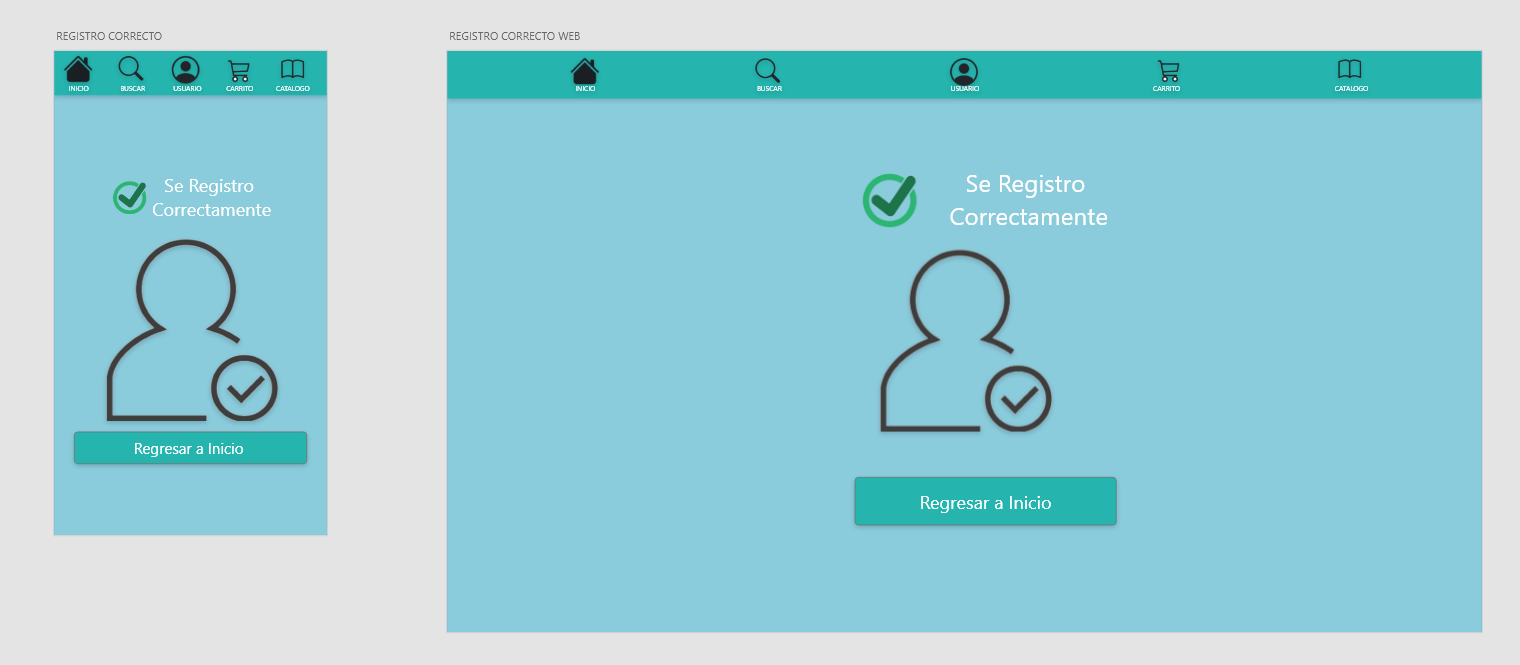 REGISTRO CORRECTO
INICIO BUSCAR USUARIO CARRITO CATALOGO
Se Registro
Correctamente
Regresar a Inicio
REGISTRO CORRECTO WEB
INICIO BUSCAR USUARIO CARRITO CATALOGO
Se Registro
Correctamente
Regresar a Inicio